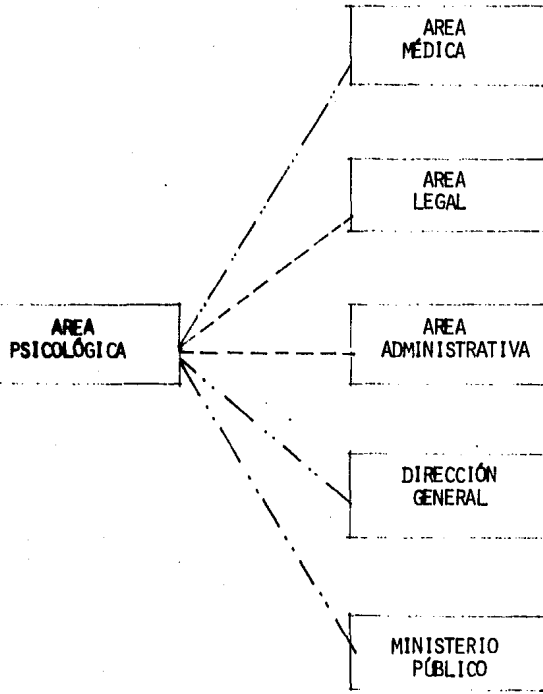 AREA
MÉDICA
AREA
LEGAL
AREA
PSICOLÓGICA
AREA
ADMINISTRATIVA
DIRECCIÓN
GENERAL
MINISTERIO
PÚBLICO